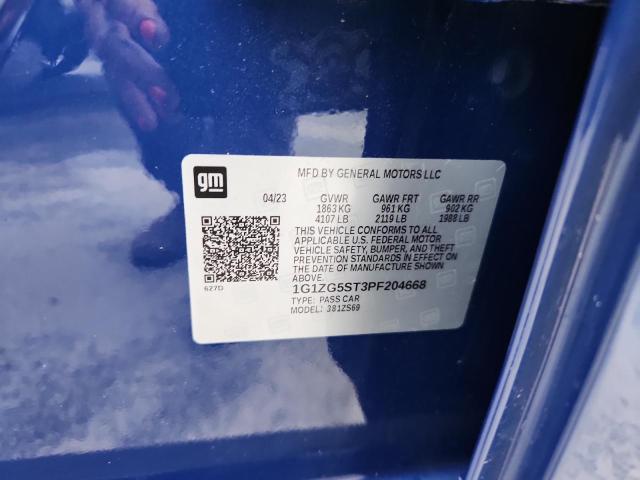 gm
MFD BY GENERAL MOTORS LLC
04/23 GVWR GAWR FRT GAWR RR
1863 KG 961 KG 902 KG
4107 LB 2119 LB 1988 LB
THIS VEHICLE CONFORMS TO ALL
APPLICABLE U.S. FEDERAL MOTOR
VEHICLE SAFETY, BUMPER, AND THEFT
PREVENTION STANDARDS IN EFFECT ON
THE DATE OF MANUFACTURE SHOWN
ABOVE.
627D
1G1ZG5ST3PF204668
TYPE: PASS CAR
MODEL: 381ZS69